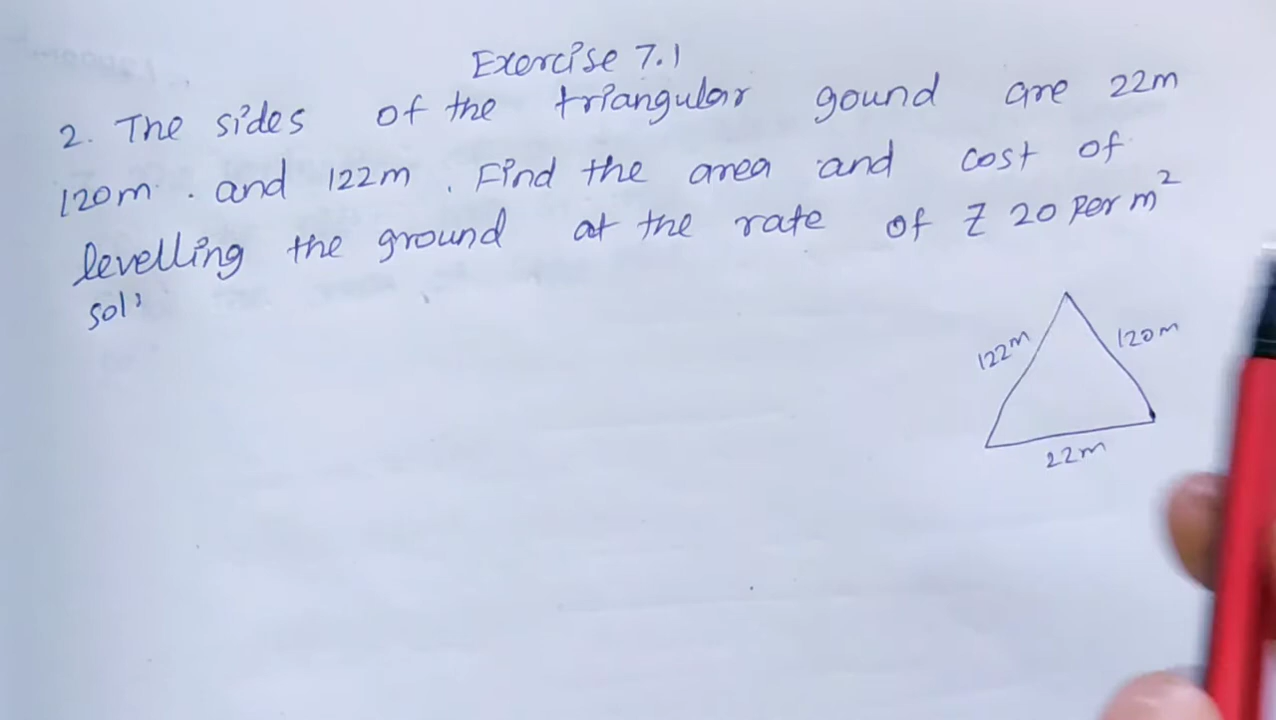 Exercise 7.1
2. The sides of the triangular gound are 22m
120m . and 122m . Find the area and cost of
levelling the ground at the rate of ₹ 20 per m²
sol:
122m
120m
22m